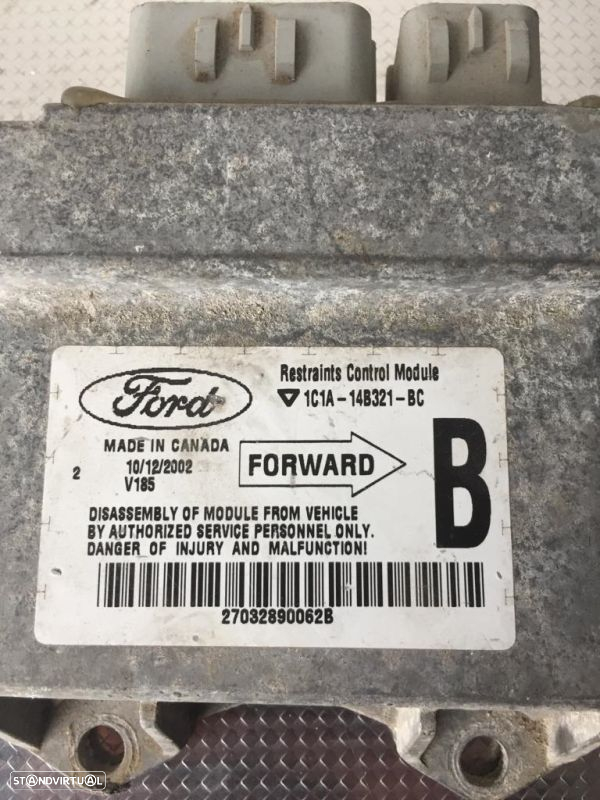 Ford
Restraints Control Module
1C1A-14B321-BC
MADE IN CANADA
2
10/12/2002
V185
FORWARD
B
DISASSEMBLY OF MODULE FROM VEHICLE
BY AUTHORIZED SERVICE PERSONNEL ONLY.
DANGER OF INJURY AND MALFUNCTION!
27032890062B
STANDVIRTUAL